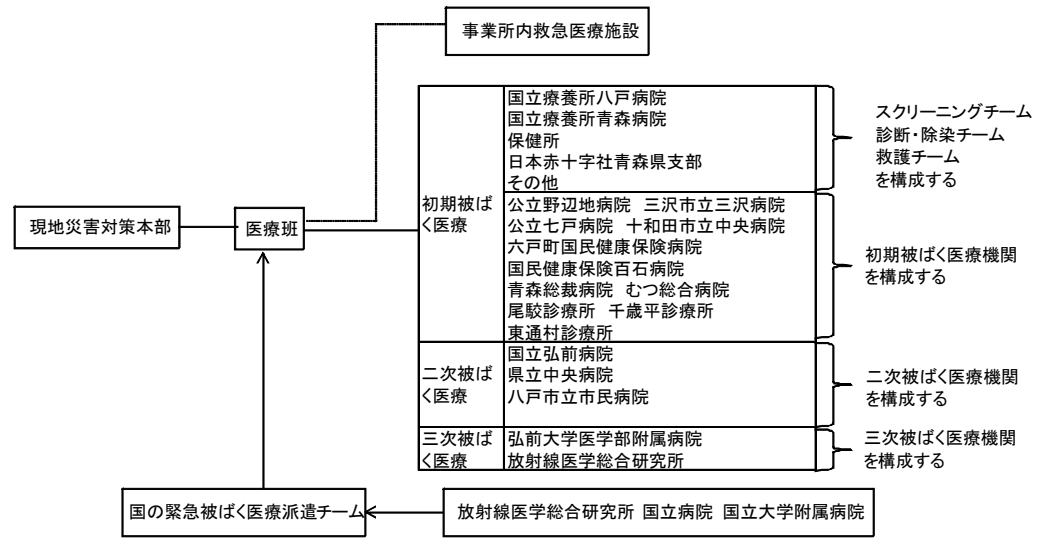 事業所内救急医療施設
国立療養所八戸病院
国立療養所青森病院
保健所
日本赤十字社青森県支部
その他
スクリーニングチーム
診断・除染チーム
救護チーム
を構成する
現地災害対策本部
医療班
初期被ば
く医療
公立野辺地病院 三沢市立三沢病院
公立七戸病院 十和田市立中央病院
六戸町国民健康保険病院
国民健康保険百石病院
青森総裁病院 むつ総合病院
尾駮診療所 千歳平診療所
東通村診療所
初期被ばく医療機関
を構成する
二次被ば
く医療
国立弘前病院
県立中央病院
八戸市立市民病院
二次被ばく医療機関
を構成する
三次被ば
く医療
弘前大学医学部附属病院
放射線医学総合研究所
三次被ばく医療機関
を構成する
国の緊急被ばく医療派遣チーム
放射線医学総合研究所 国立病院 国立大学附属病院